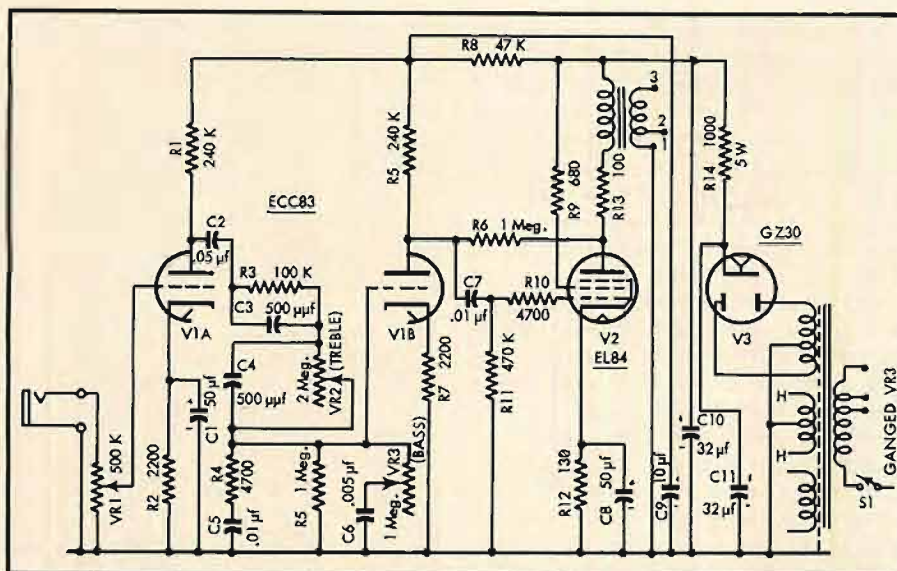 R8 47 K
R1
240 K
ECC83
C2
.05 µf
R3
100 K
C3
500 µµf
V1A
C4
500 µµf
2 Meg.
VR2
(TREBLE)
50 µf
C1
R2 2200
R4
4700
C5
.01 µf
VR1
500 K
R5
240 K
R6 1 Meg.
C7
.01 µf
R10
4700
V1B
R7 2200
R11 470 K
R5 1 Meg.
C6 .005 µf
1 Meg. VR3
(BASS)
R9 680
R13 100
3
2
1
V2
EL84
R12 130
50 µf
C8
C9 10 µf
C10
32 µf
C11
32 µf
R14 1000
5 W
GZ30
V3
H
H
S1
GANGED VR3